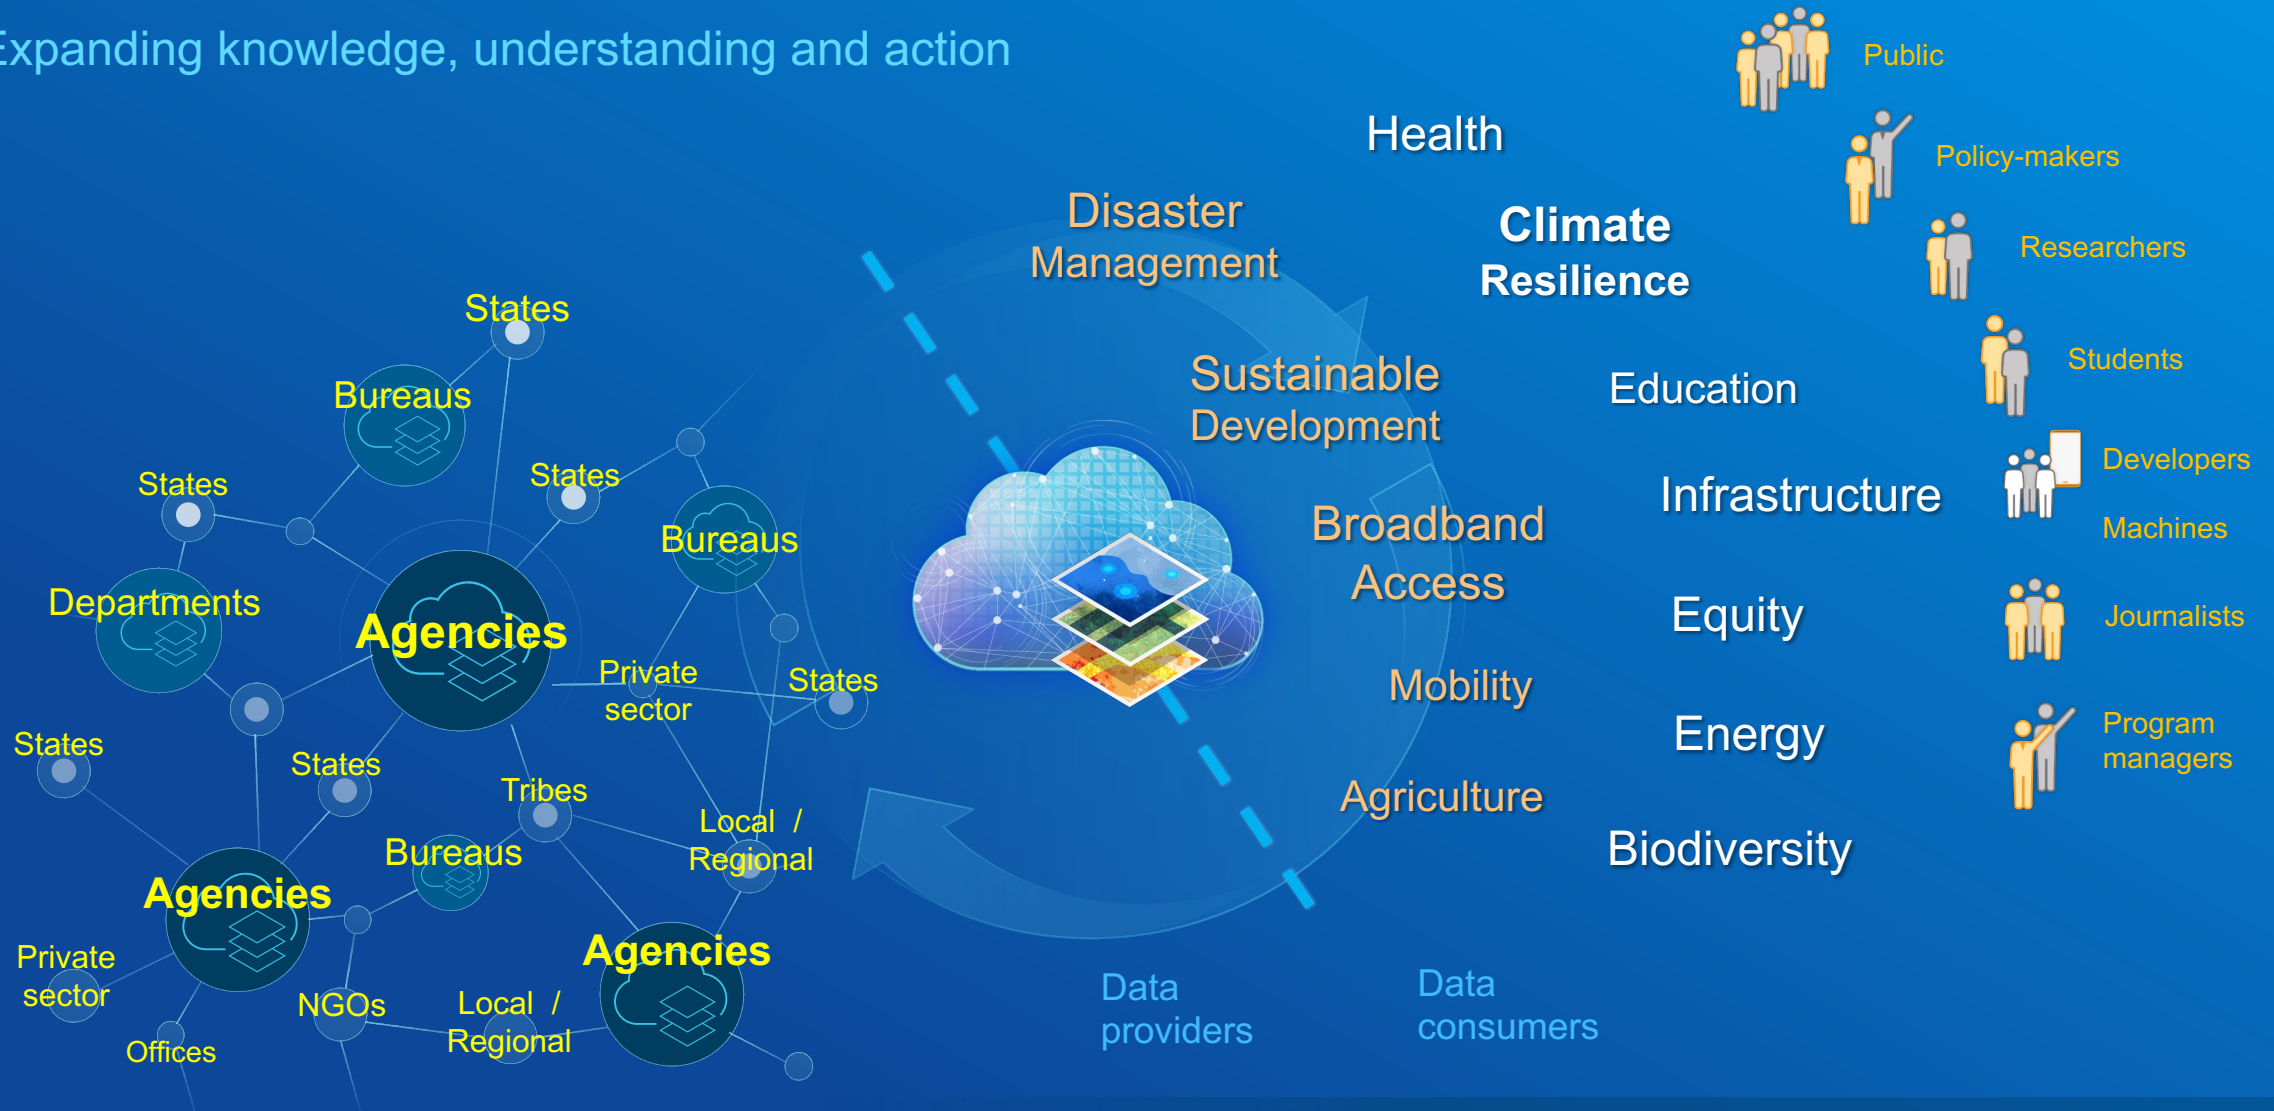 Expanding knowledge, understanding and action
Public
Health
Policy-makers
Disaster
Management
Climate
Resilience
Researchers
States
Sustainable
Development
Students
Bureaus
Education
States
States
Infrastructure
Developers
Broadband
Access
Machines
Bureaus
Departments
Agencies
Equity
Journalists
Private
sector
States
Mobility
Energy
Program
managers
States
States
Tribes
Agriculture
Local /
Regional
Bureaus
Biodiversity
Agencies
Agencies
Private
sector
NGOs
Local /
Regional
Offices
Data
providers
Data
consumers